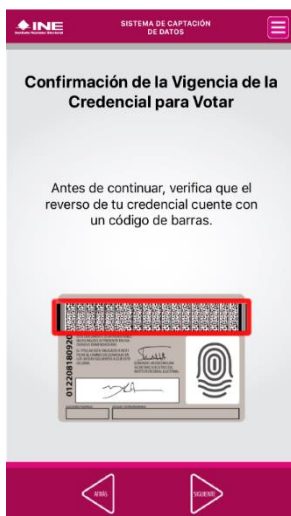 INE
SISTEMA DE CAPTACIÓN
DE DATOS
Confirmación de la Vigencia de la
Credencial para Votar
Antes de continuar, verifica que el
reverso de tu credencial cuente con
un código de barras.
ATRÁS
SIGUIENTE